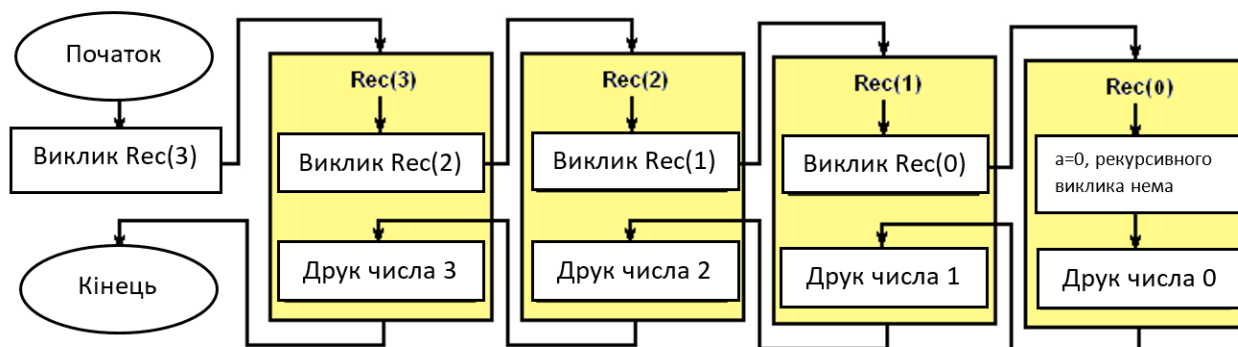 Початок
Виклик Rec(3)
Rec(3)
Виклик Rec(2)
Друк числа 3
Rec(2)
Виклик Rec(1)
Друк числа 2
Rec(1)
Виклик Rec(0)
Друк числа 1
Rec(0)
a=0, рекурсивного
виклика нема
Друк числа 0
Кінець